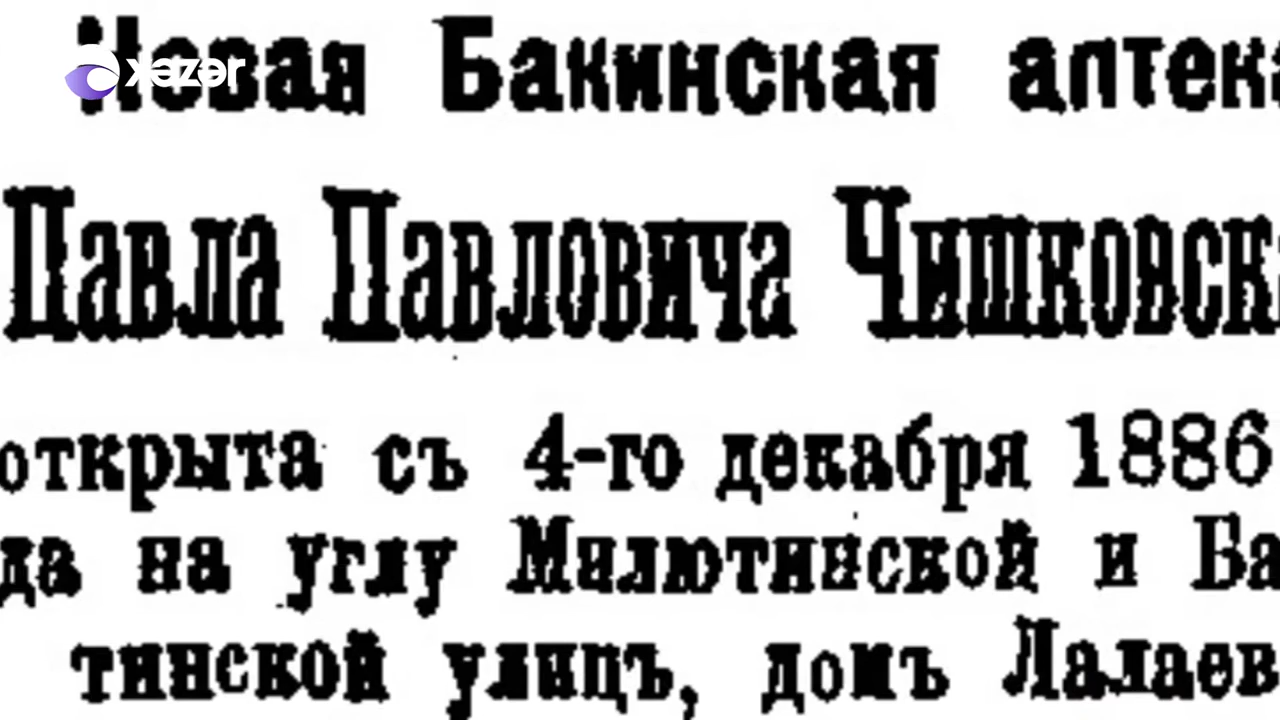 xəzər
Новая Бакинская аптека
Павла Павловича Чишковск
открыта съ 4-го декабря 1886
да на углу Милютинской и Ба
тинской улицъ, домъ Лалаев